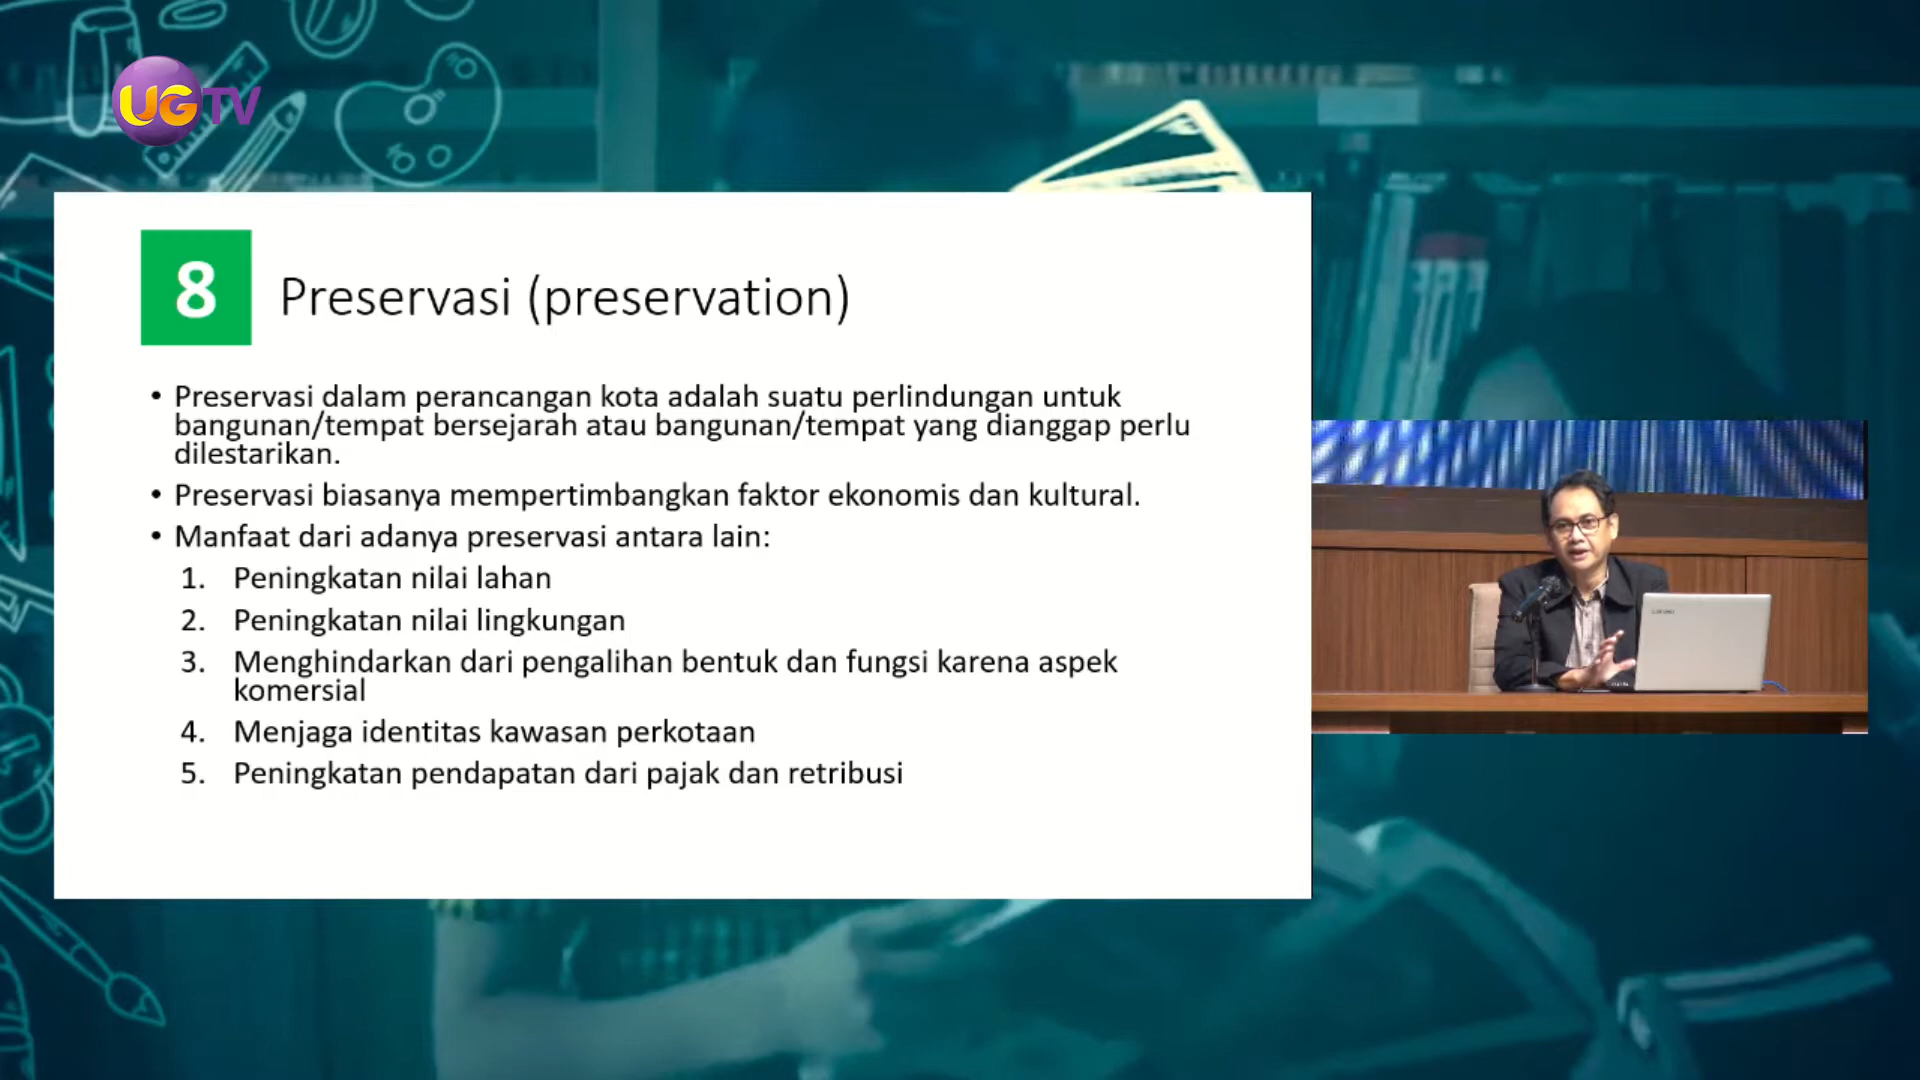 UGTV
8
Preservasi (preservation)
• Preservasi dalam perancangan kota adalah suatu perlindungan untuk
bangunan/tempat bersejarah atau bangunan/tempat yang dianggap perlu
dilestarikan.
• Preservasi biasanya mempertimbangkan faktor ekonomis dan kultural.
• Manfaat dari adanya preservasi antara lain:
1. Peningkatan nilai lahan
2. Peningkatan nilai lingkungan
3. Menghindarkan dari pengalihan bentuk dan fungsi karena aspek
komersial
4. Menjaga identitas kawasan perkotaan
5. Peningkatan pendapatan dari pajak dan retribusi